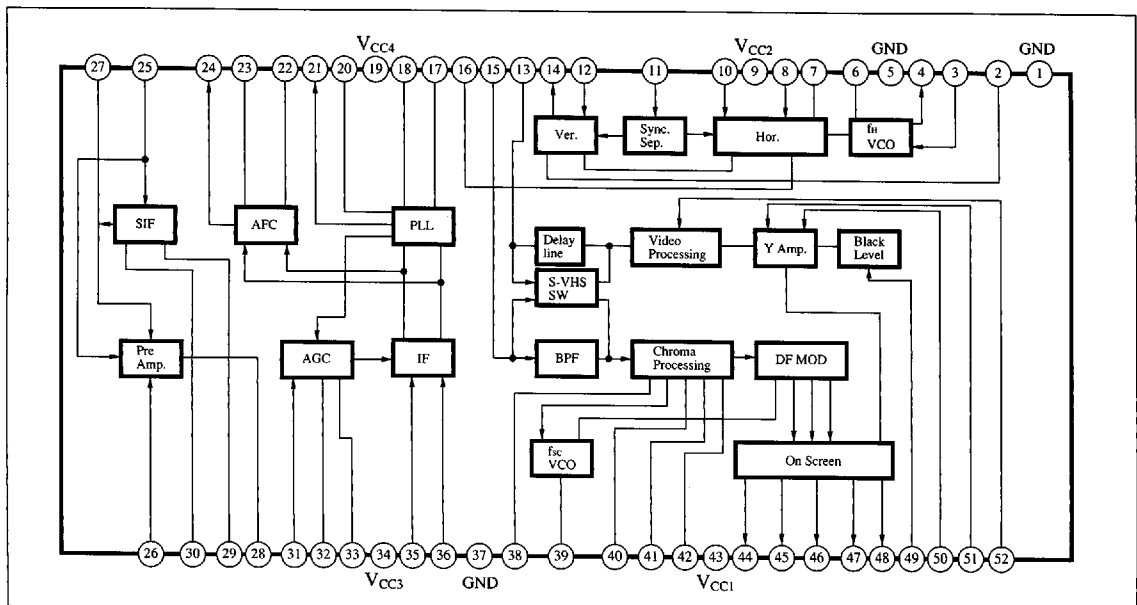 V_CC4 V_CC2 GND GND
27 25 24 23 22 21 20 19 18 17 16 15 13 14 12 11 10 9 8 7 6 5 4 3 2 1
Ver.
Sync.
Sep.
Hor.
fH
VCO
SIF
AFC
PLL
Delay
line
Video
Processing
Y Amp.
Black
Level
S-VHS
SW
Pre
Amp.
AGC
IF
BPF
Chroma
Processing
DF MOD
fSC
VCO
On Screen
26 30 29 28 31 32 33 34 35 36 37 38 39 40 41 42 43 44 45 46 47 48 49 50 51 52
V_CC3 GND V_CC1